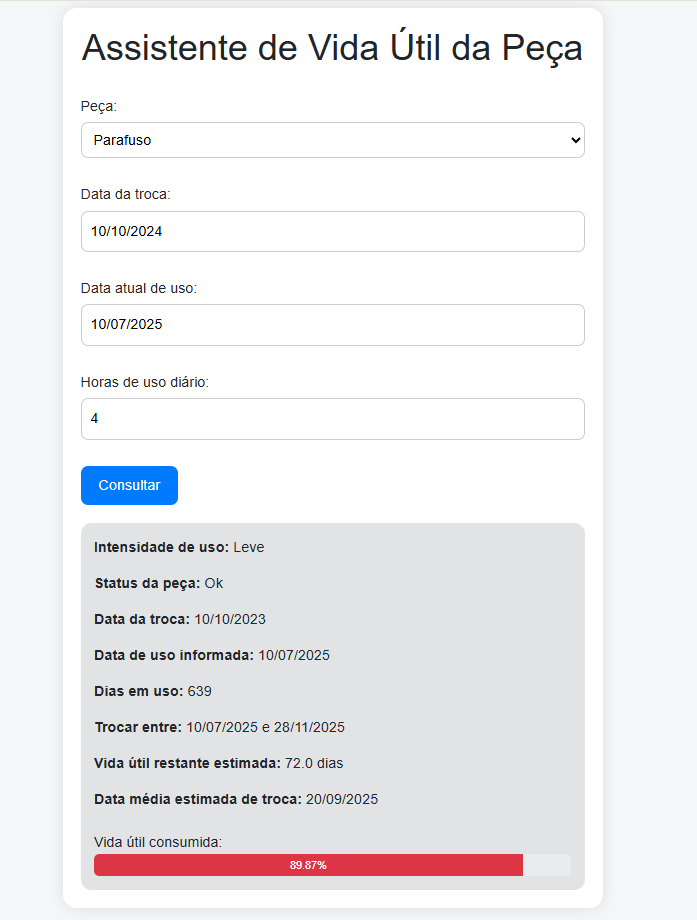 Assistente de Vida Útil da Peça
Peça:
Parafuso
Data da troca:
10/10/2024
Data atual de uso:
10/07/2025
Horas de uso diário:
4
Consultar
Intensidade de uso: Leve
Status da peça: Ok
Data da troca: 10/10/2023
Data de uso informada: 10/07/2025
Dias em uso: 639
Trocar entre: 10/07/2025 e 28/11/2025
Vida útil restante estimada: 72.0 dias
Data média estimada de troca: 20/09/2025
Vida útil consumida:
89.87%